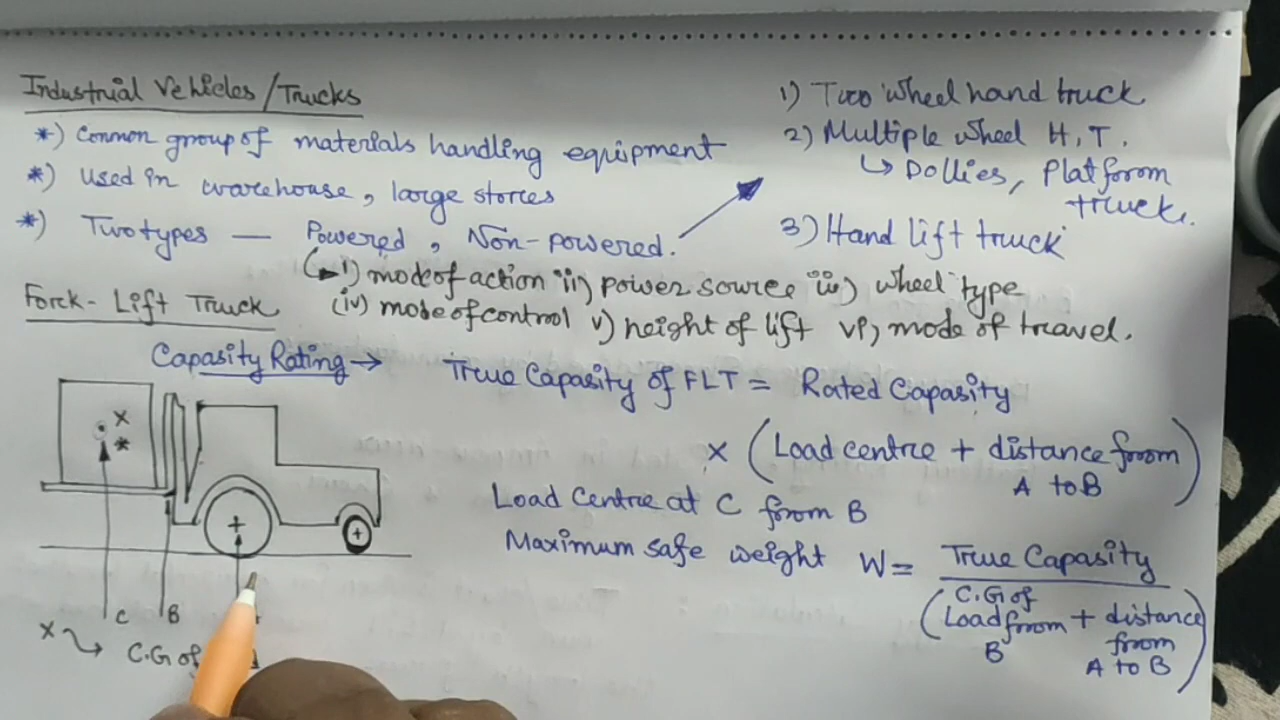 Industrial Vehicles/Trucks
*) Common group of materials handling equipment
*) used in warehouse, large stores
*) Two types — Powered, Non-powered.
1) Two wheel hand truck
2) Multiple wheel H.T.
↳ Dollies, Platform
truck.
3) Hand lift truck
i) mode of action ii) power source iii) wheel type
iv) mode of control v) height of lift vi) mode of travel.
Fork-Lift Truck
Capasity Rating → True Capasity of FLT = Rated Capasity
x (Load centre + distance from
A to B)
Load Centre at C from B
Maximum safe weight W = True Capasity
(C.G of
Load from + distance
B from
A to B)
X
*
C B
X C.G of